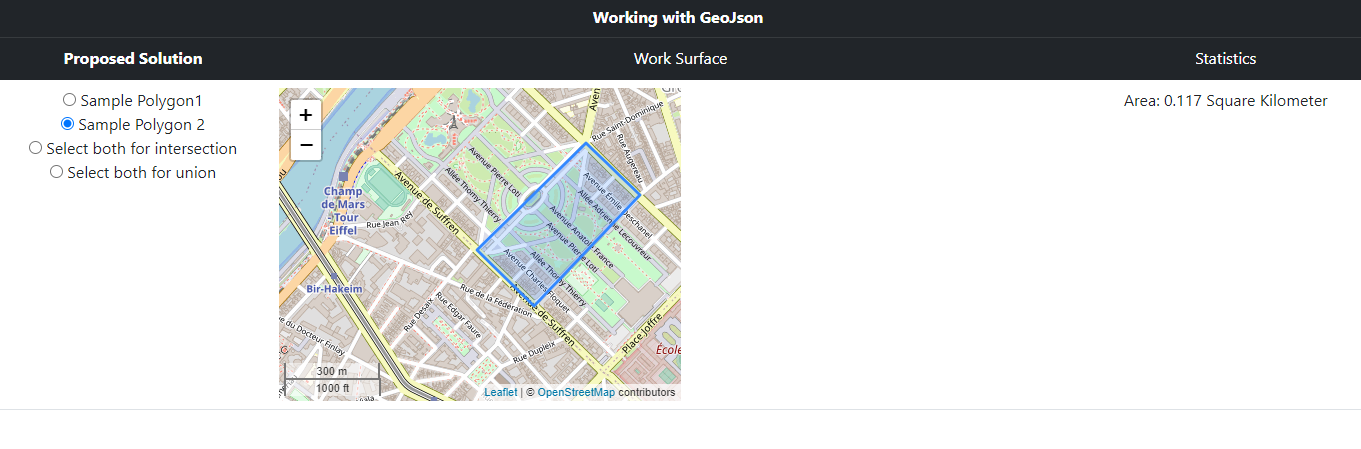 Working with GeoJson
Proposed Solution
Work Surface
Statistics
Sample Polygon1
Sample Polygon 2
Select both for intersection
Select both for union
+
−
Rue Saint-Dominique
Rue Augereau
Avenue Pierre Loti
Allée Thomy Thierry
Avenue de Suffren
Champ
de Mars
- Tour
Eiffel
Rue Jean Rey
Avenue Émile Deschanel
Allée Adrienne Lecouvreur
Avenue Anatole France
Avenue Pierre Loti
Allée Thomy Thierry
Avenue Charles Floquet
Avenue de Suffren
Bir-Hakeim
Rue de la Fédération
Rue Desaix
Rue Edgar Faure
Rue Dupleix
Place Joffre
École
e du Docteur Finlay
300 m
1000 ft
Leaflet | © OpenStreetMap contributors
Area: 0.117 Square Kilometer